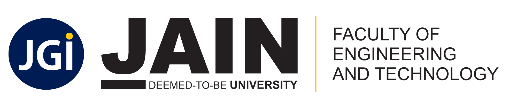 JGi
JAIN
DEEMED-TO-BE UNIVERSITY
FACULTY OF
ENGINEERING
AND TECHNOLOGY